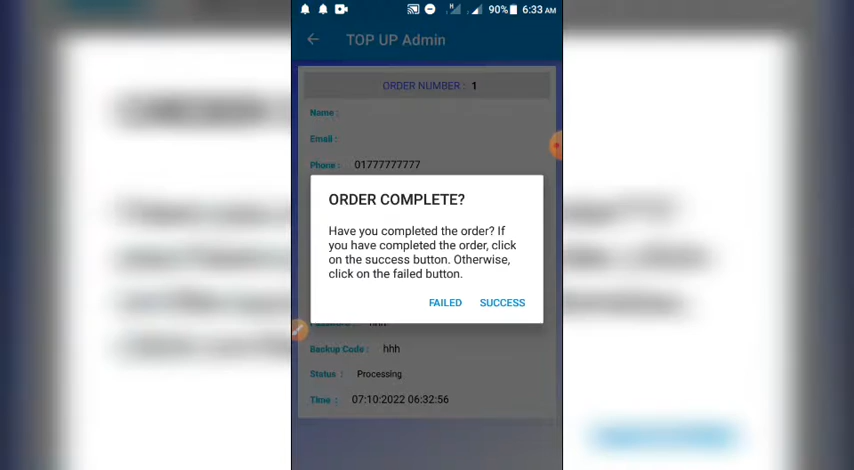 90% 6:33 AM
TOP UP Admin
ORDER NUMBER : 1
Name :
Email :
Phone : 01777777777
ORDER COMPLETE?
Have you completed the order? If
you have completed the order, click
on the success button. Otherwise,
click on the failed button.
FAILED SUCCESS
Backup Code : hhh
Status : Processing
Time : 07:10:2022 06:32:56